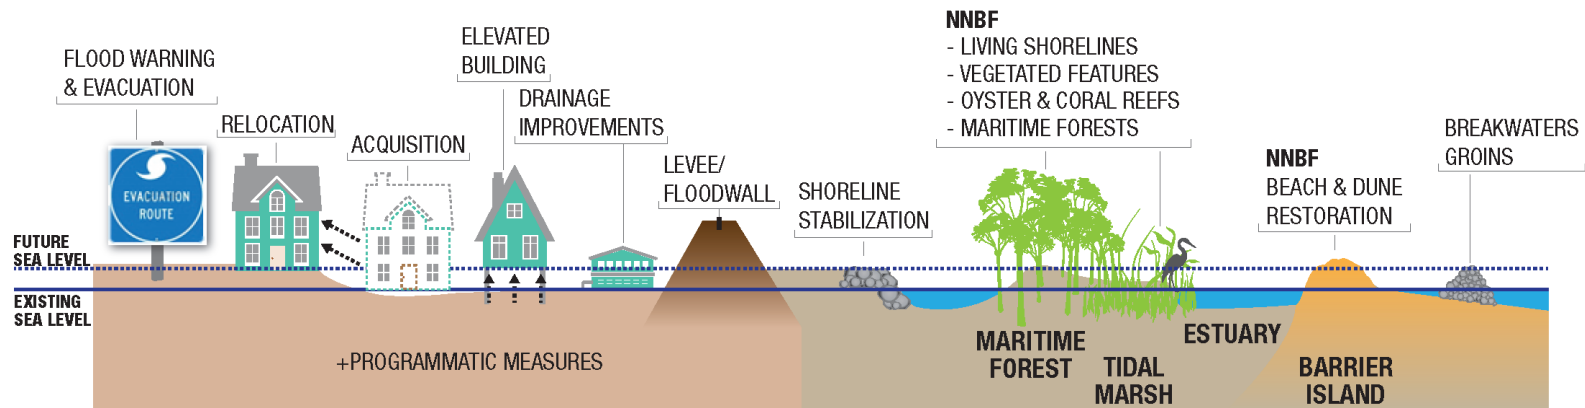 FLOOD WARNING
& EVACUATION
EVACUATION
ROUTE
RELOCATION
ACQUISITION
ELEVATED
BUILDING
DRAINAGE
IMPROVEMENTS
LEVEE/
FLOODWALL
SHORELINE
STABILIZATION
NNBF
- LIVING SHORELINES
- VEGETATED FEATURES
- OYSTER & CORAL REEFS
- MARITIME FORESTS
NNBF
BEACH & DUNE
RESTORATION
BREAKWATERS
GROINS
FUTURE
SEA LEVEL
EXISTING
SEA LEVEL
+PROGRAMMATIC MEASURES
MARITIME
FOREST
TIDAL
MARSH
ESTUARY
BARRIER
ISLAND